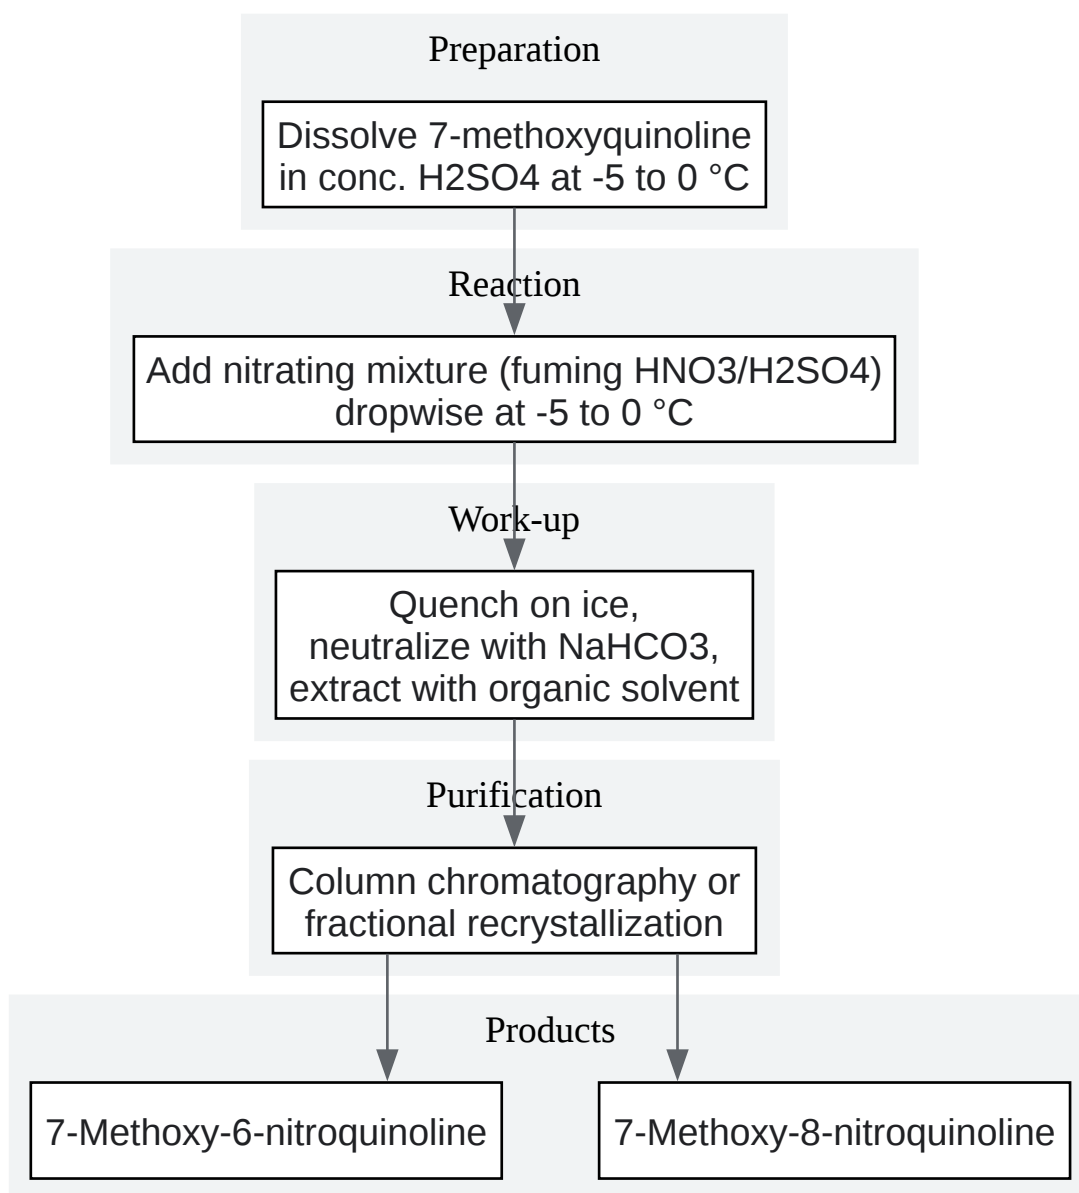 Preparation
Dissolve 7-methoxyquinoline
in conc. H2SO4 at -5 to 0 °C
Reaction
Add nitrating mixture (fuming HNO3/H2SO4)
dropwise at -5 to 0 °C
Work-up
Quench on ice,
neutralize with NaHCO3,
extract with organic solvent
Purification
Column chromatography or
fractional recrystallization
Products
7-Methoxy-6-nitroquinoline
7-Methoxy-8-nitroquinoline